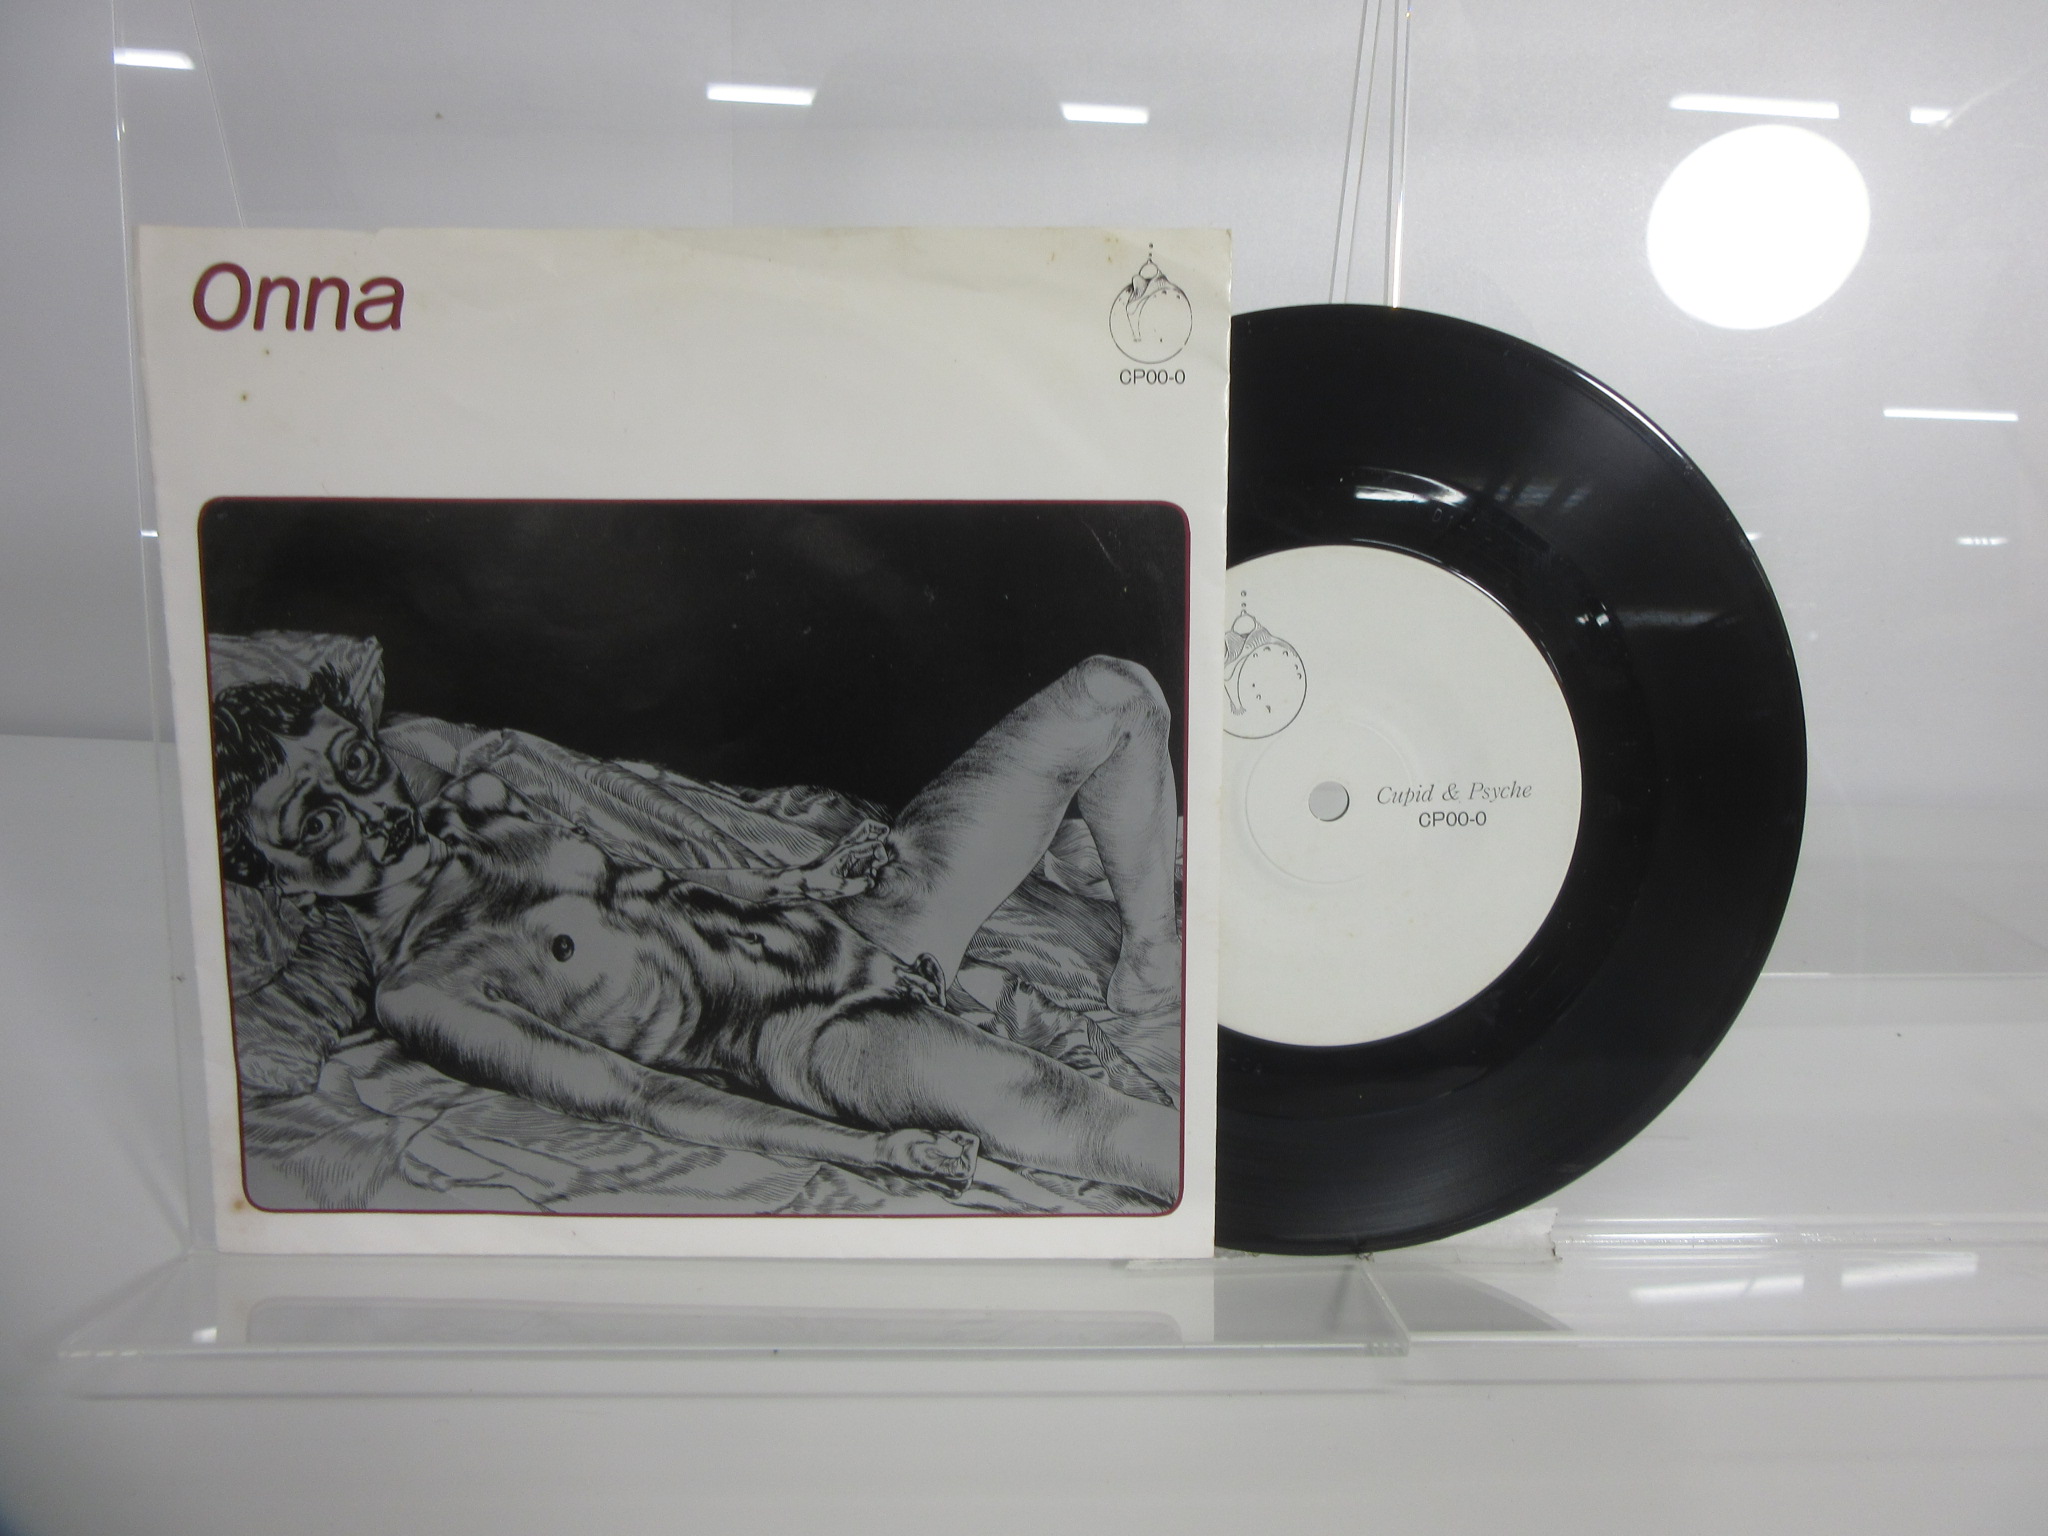 Onna
CP00-0
Cupid & Psyche
CP00-0